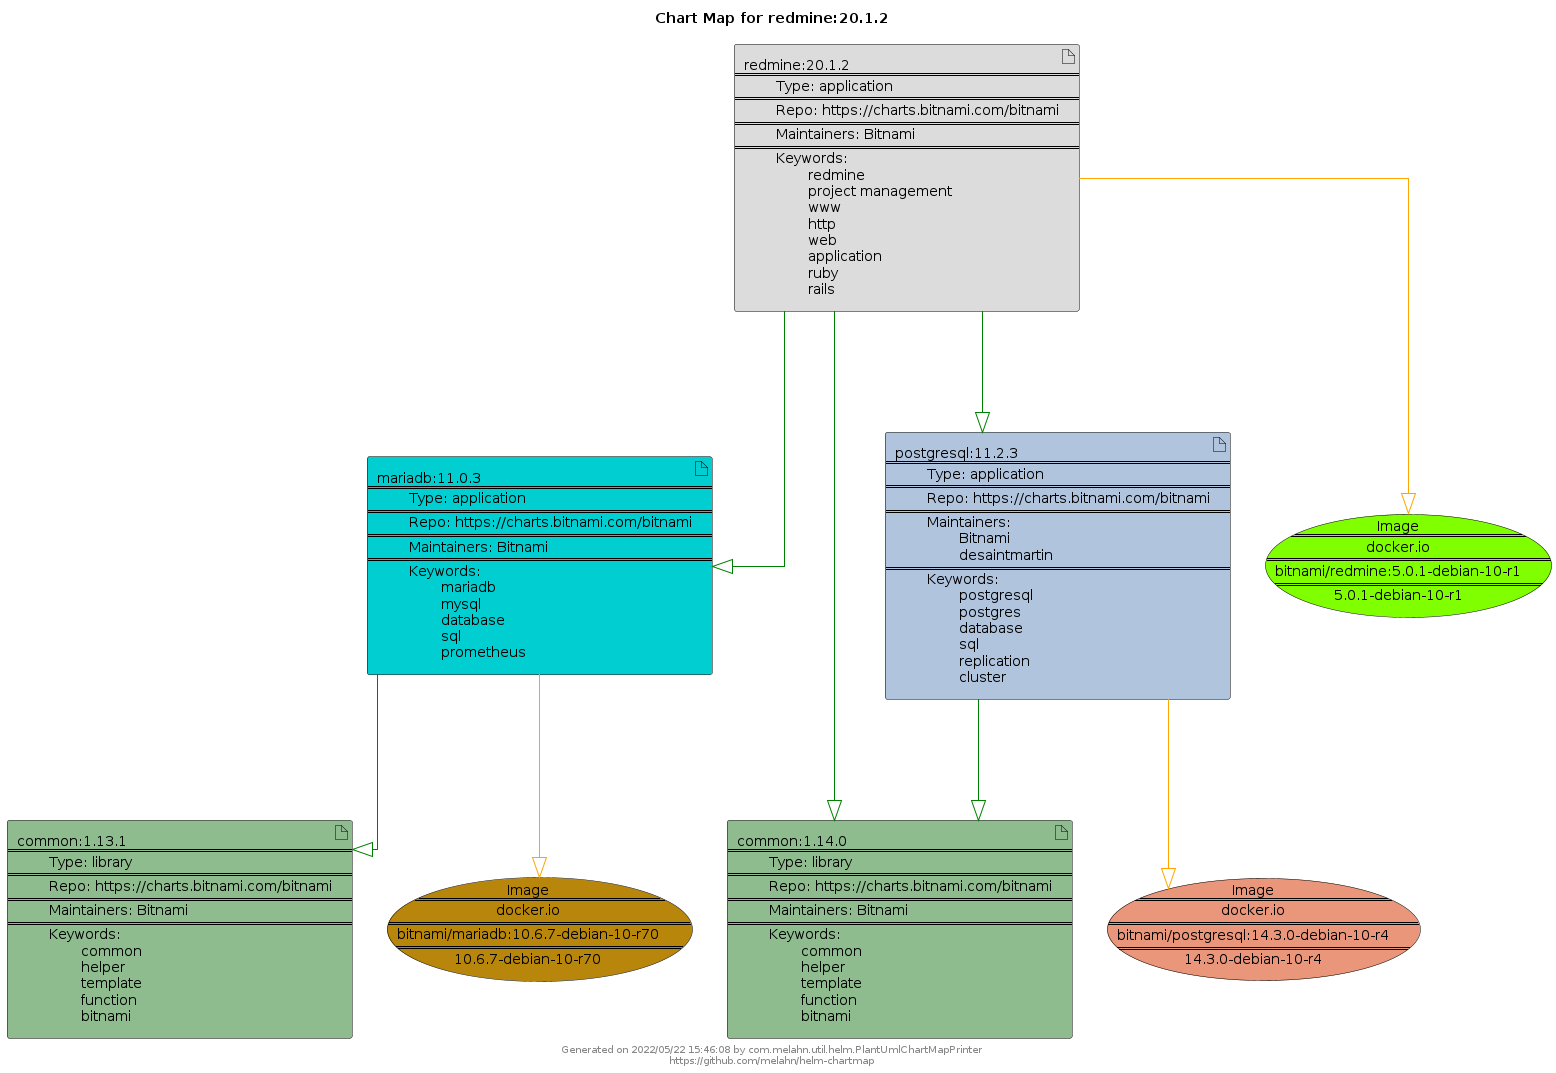 Chart Map for redmine:20.1.2
redmine:20.1.2
Type: application
Repo: https://charts.bitnami.com/bitnami
Maintainers: Bitnami
Keywords:
redmine
project management
www
http
web
application
ruby
rails
mariadb:11.0.3
Type: application
Repo: https://charts.bitnami.com/bitnami
Maintainers: Bitnami
Keywords:
mariadb
mysql
database
sql
prometheus
postgresql:11.2.3
Type: application
Repo: https://charts.bitnami.com/bitnami
Maintainers:
Bitnami
desaintmartin
Keywords:
postgresql
postgres
database
sql
replication
cluster
Image
docker.io
bitnami/redmine:5.0.1-debian-10-r1
5.0.1-debian-10-r1
common:1.13.1
Type: library
Repo: https://charts.bitnami.com/bitnami
Maintainers: Bitnami
Keywords:
common
helper
template
function
bitnami
Image
docker.io
bitnami/mariadb:10.6.7-debian-10-r70
10.6.7-debian-10-r70
common:1.14.0
Type: library
Repo: https://charts.bitnami.com/bitnami
Maintainers: Bitnami
Keywords:
common
helper
template
function
bitnami
Image
docker.io
bitnami/postgresql:14.3.0-debian-10-r4
14.3.0-debian-10-r4
Generated on 2022/05/22 15:46:08 by com.melahn.util.helm.PlantUmlChartMapPrinter
https://github.com/melahn/helm-chartmap